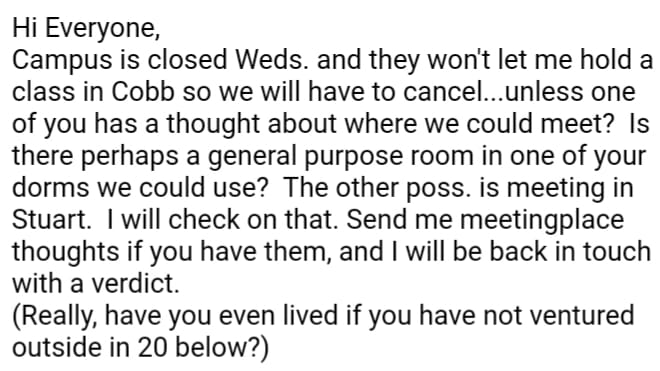 Hi Everyone,
Campus is closed Weds. and they won't let me hold a
class in Cobb so we will have to cancel...unless one
of you has a thought about where we could meet?  Is
there perhaps a general purpose room in one of your
dorms we could use?  The other poss. is meeting in
Stuart.  I will check on that. Send me meetingplace
thoughts if you have them, and I will be back in touch
with a verdict.
(Really, have you even lived if you have not ventured
outside in 20 below?)